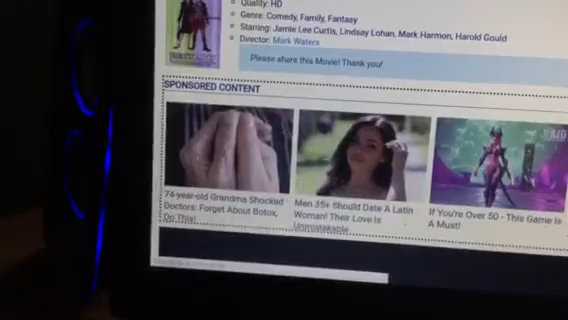 Quality: HD
Genre: Comedy, Family, Fantasy
Starring: Jamie Lee Curtis, Lindsay Lohan, Mark Harmon, Harold Gould
Director: Mark Waters
Please share this Movie! Thank you!
SPONSORED CONTENT
RAID
74-year-old Grandma Shocked
Doctors: Forget About Botox,
Do This!
Men 35+ Should Date A Latin
Woman! Their Love Is
Unspeakable
If You're Over 50 - This Game Is
A Must!